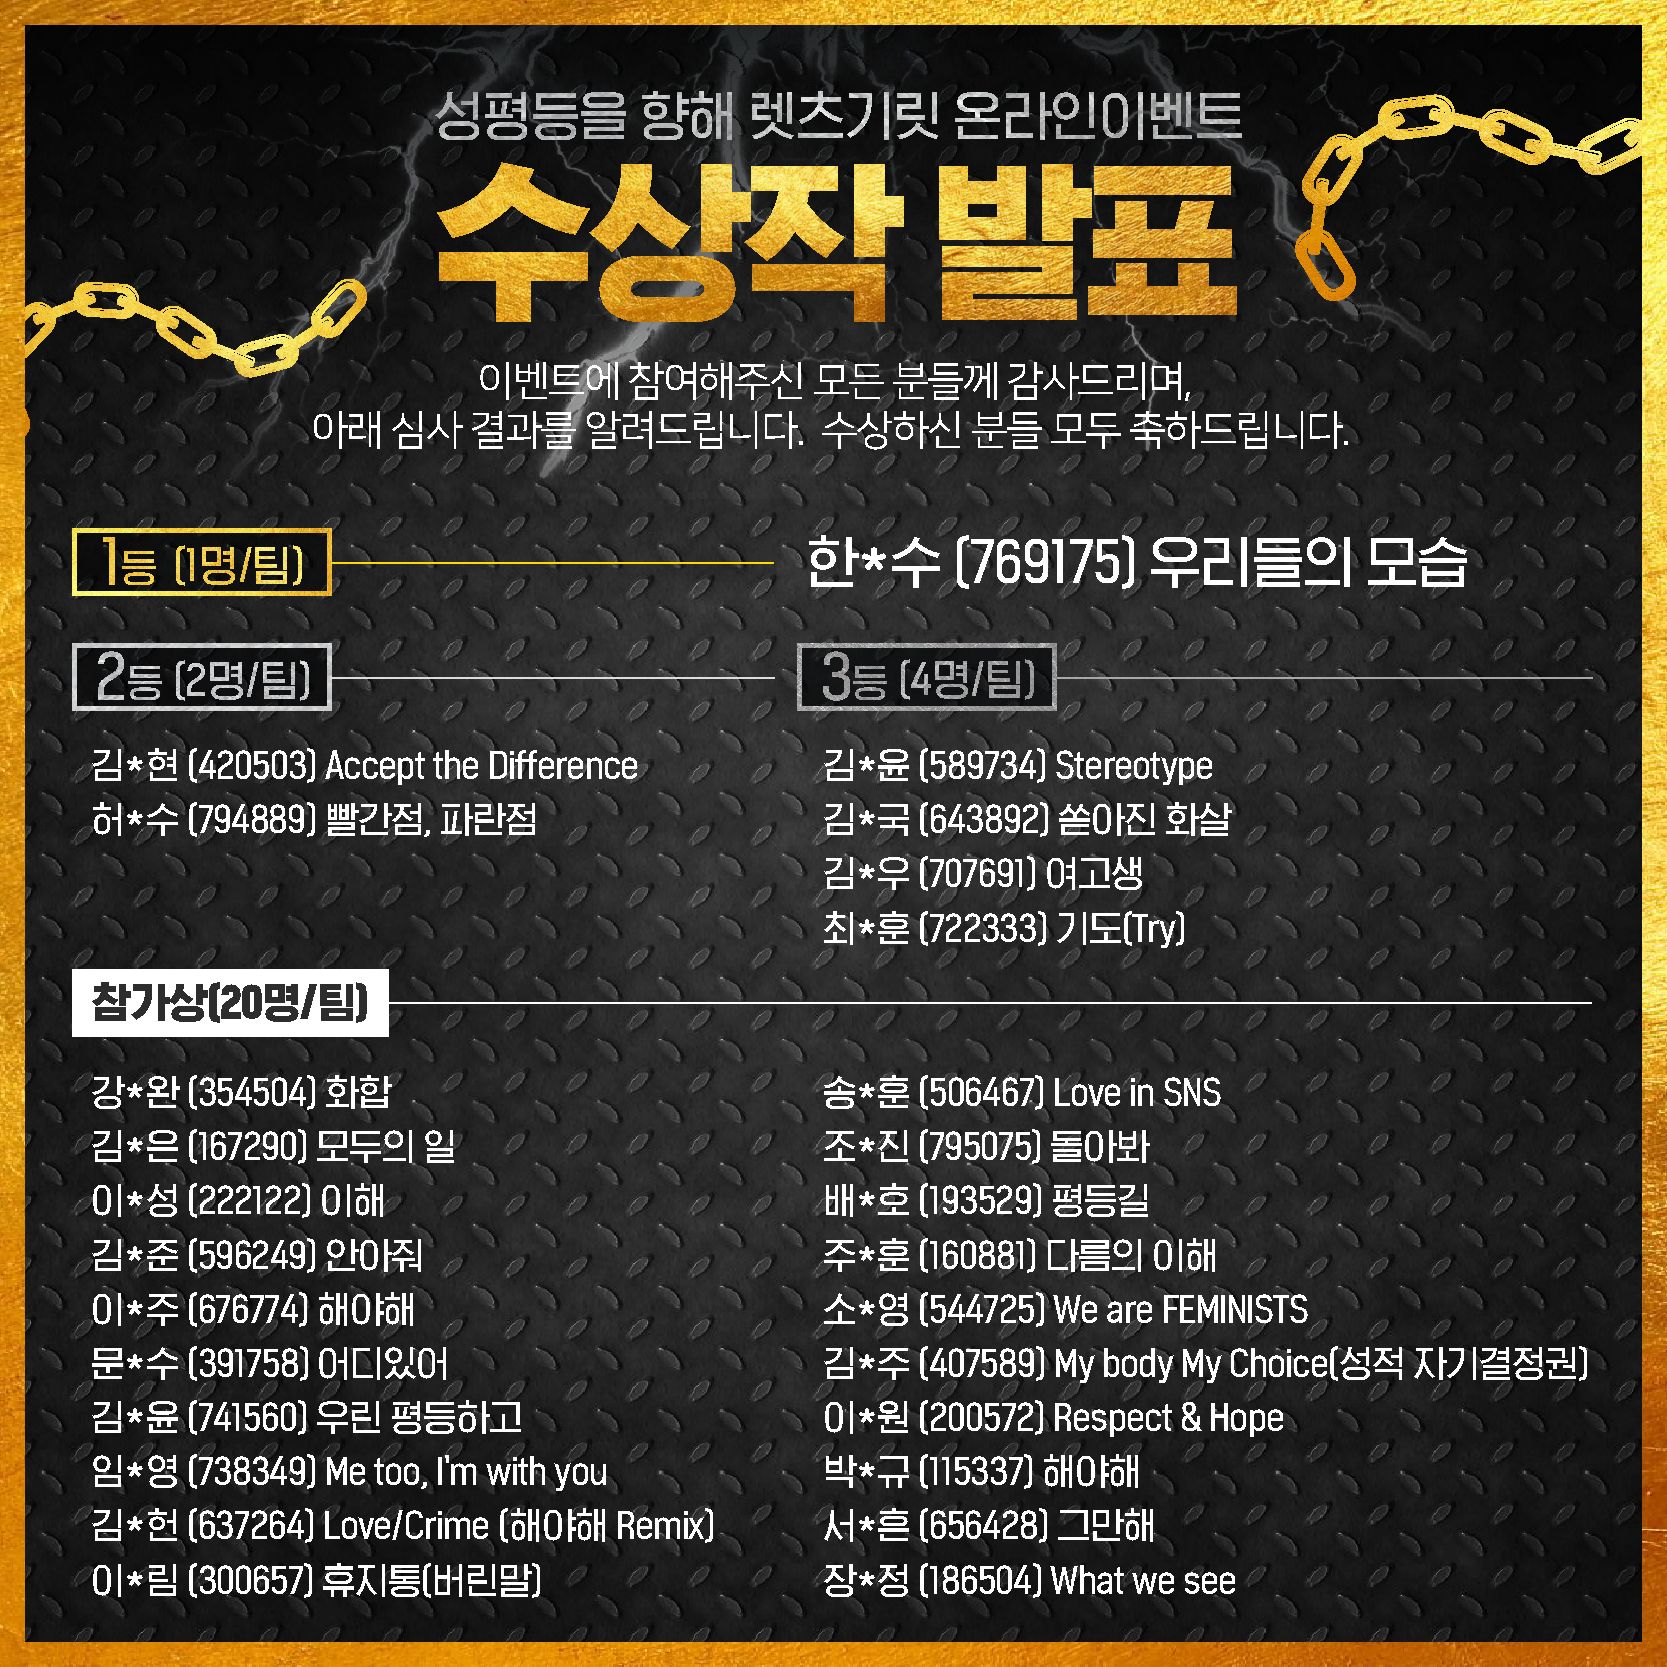 성평등을 향해 렛츠기릿 온라인이벤트
수상작 발표
이벤트에 참여해주신 모든 분들께 감사드리며,
아래 심사 결과를 알려드립니다. 수상하신 분들 모두 축하드립니다.
1등 (1명/팀)
한*수 (769175) 우리들의 모습
2등 (2명/팀)
김*현 (420503) Accept the Difference
허*수 (794889) 빨간점, 파란점
3등 (4명/팀)
김*윤 (589734) Stereotype
김*국 (643892) 쏟아진 화살
김*우 (707691) 여고생
최*훈 (722333) 기도(Try)
참가상(20명/팀)
강*완 (354504) 화합
김*은 (167290) 모두의 일
이*성 (222122) 이해
김*준 (596249) 안아줘
이*주 (676774) 해야해
문*수 (391758) 어디있어
김*윤 (741560) 우린 평등하고
임*영 (738349) Me too, I'm with you
김*헌 (637264) Love/Crime (해야해 Remix)
이*림 (300657) 휴지통(버린말)
송*훈 (506467) Love in SNS
조*진 (795075) 돌아봐
배*호 (193529) 평등길
주*훈 (160881) 다름의 이해
소*영 (544725) We are FEMINISTS
김*주 (407589) My body My Choice(성적 자기결정권)
이*원 (200572) Respect & Hope
박*규 (115337) 해야해
서*흔 (656428) 그만해
장*정 (186504) What we see